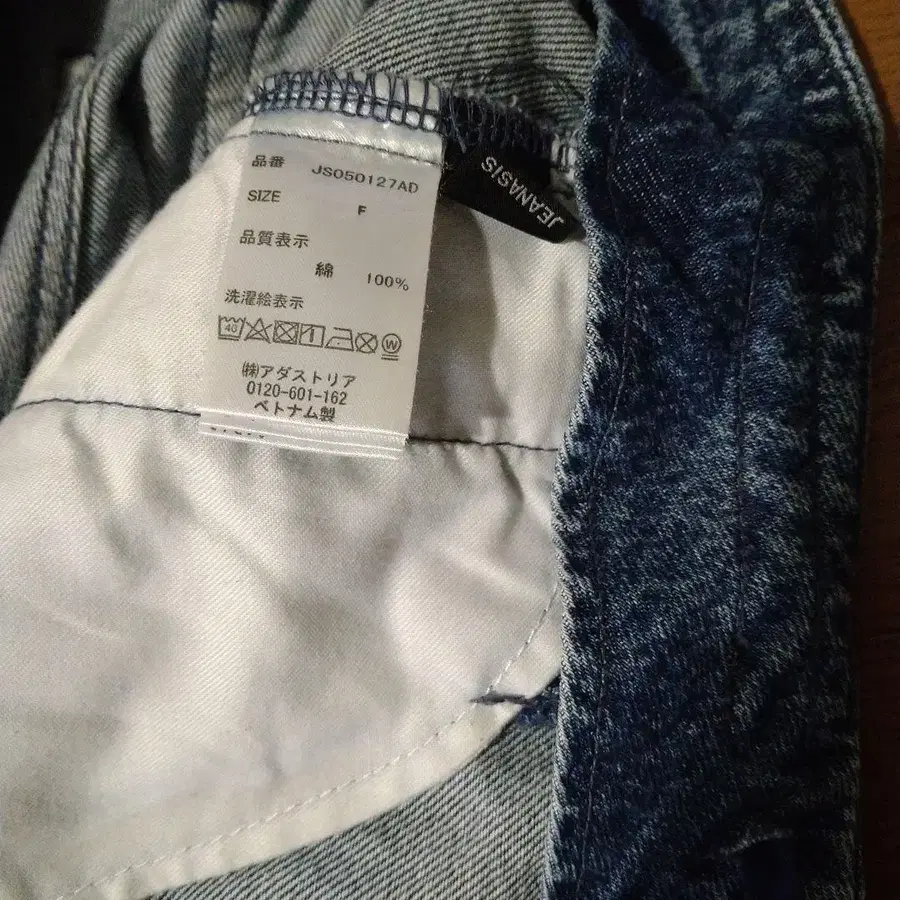 品番 JS050127AD
SIZE F
品質表示
綿 100%
洗濯絵表示
40 W
㈱アダストリア
0120-601-162
ベトナム製
JEANASIS